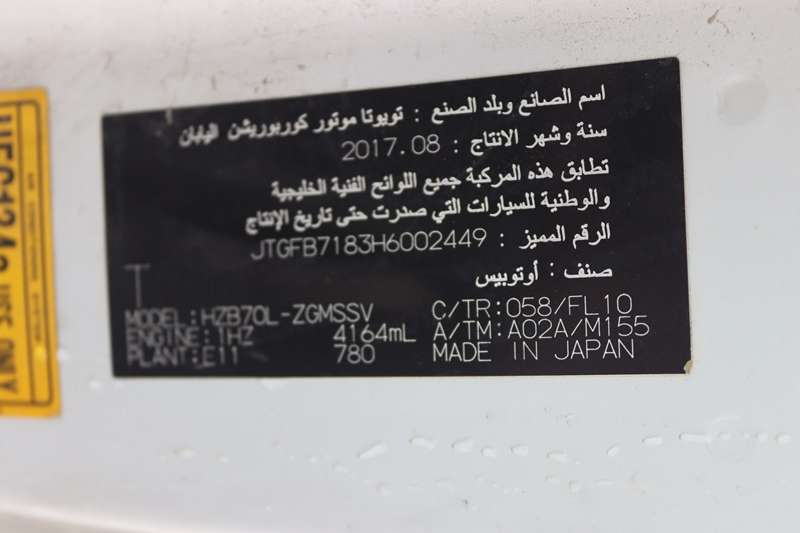 اسم الصانع وبلد الصنع : تويوتا موتور كوربوريشن اليابان
سنة وشهر الانتاج : 2017.08
تطابق هذه المركبة جميع اللوائح الفنية الخليجية
والوطنية للسيارات التي صدرت حتى تاريخ الإنتاج
الرقم المميز : JTGFB7183H6002449
صنف : أوتوبيس
MODEL:HZB70L-ZGMSSV C/TR:058/FL10
ENGINE:1HZ 4164mL A/TM:A02A/M155
PLANT:E11 780 MADE IN JAPAN
USE ONLY